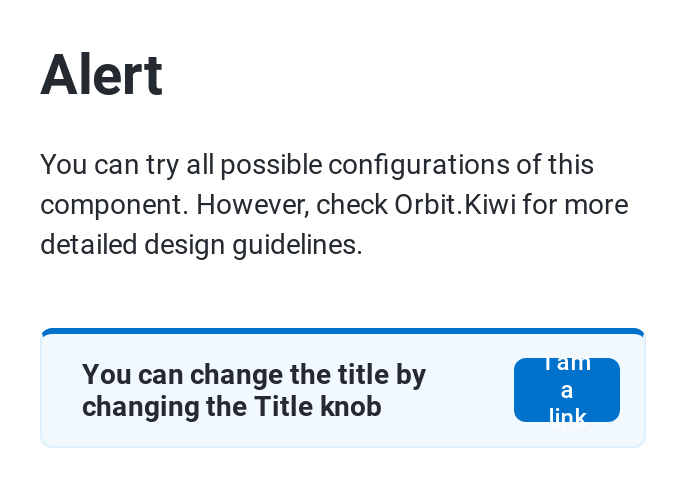 Alert
You can try all possible configurations of this
component. However, check Orbit.Kiwi for more
detailed design guidelines.
You can change the title by
changing the Title knob
I am
a
link